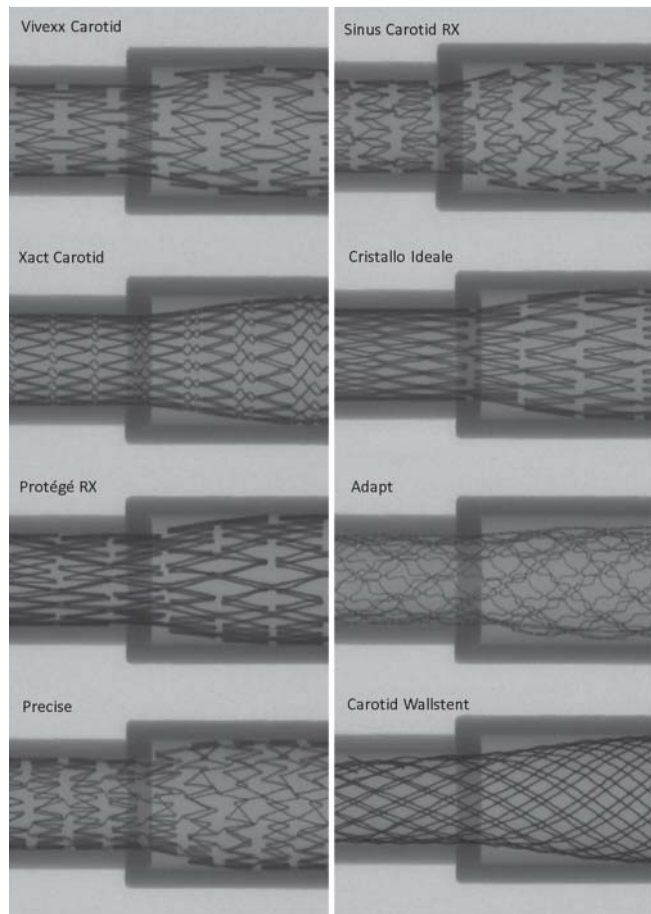 Vivexx Carotid
Sinus Carotid RX
Xact Carotid
Cristallo Ideale
Protégé RX
Adapt
Precise
Carotid Wallstent